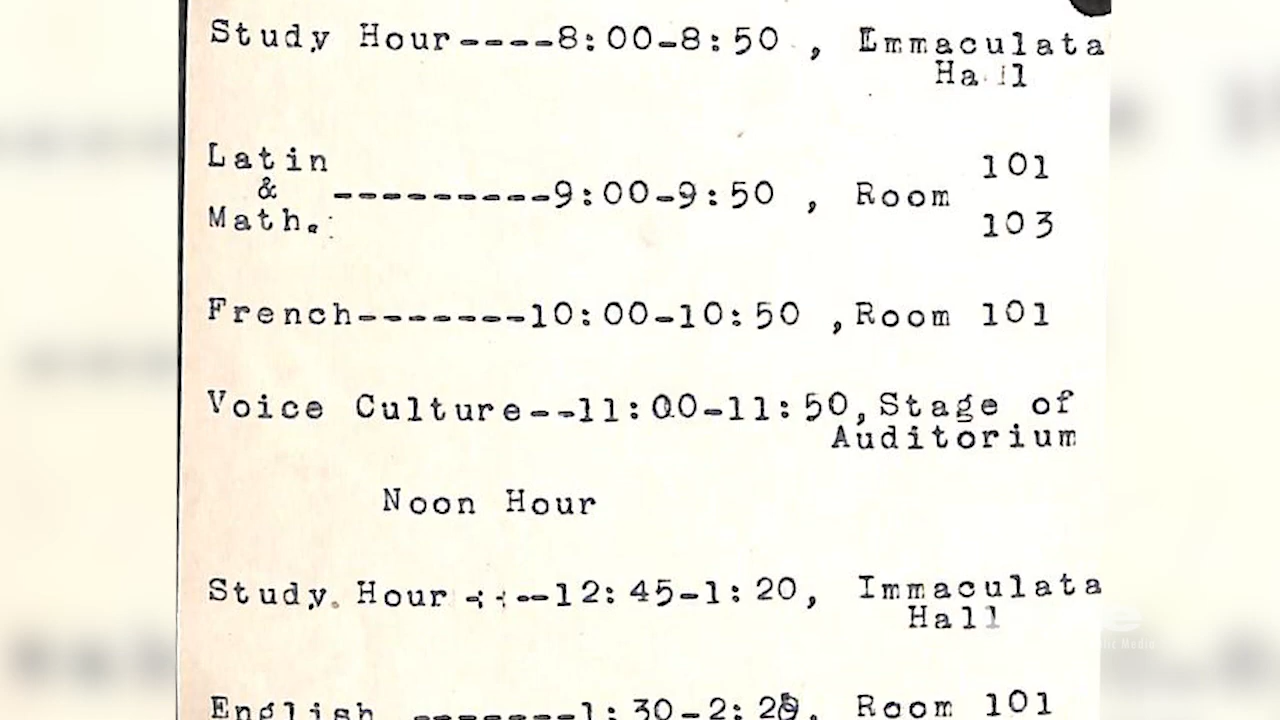 Study Hour----8:00-8:50 , Immaculata
Hall
Latin
& ---------9:00-9:50 , Room 101
Math. 103
French-------10:00-10:50 ,Room 101
Voice Culture--11:00-11:50,Stage of
Auditorium
Noon Hour
Study Hour ----12:45-1:20, Immaculata
Hall
English -------1:30-2:20, Room 101
Media